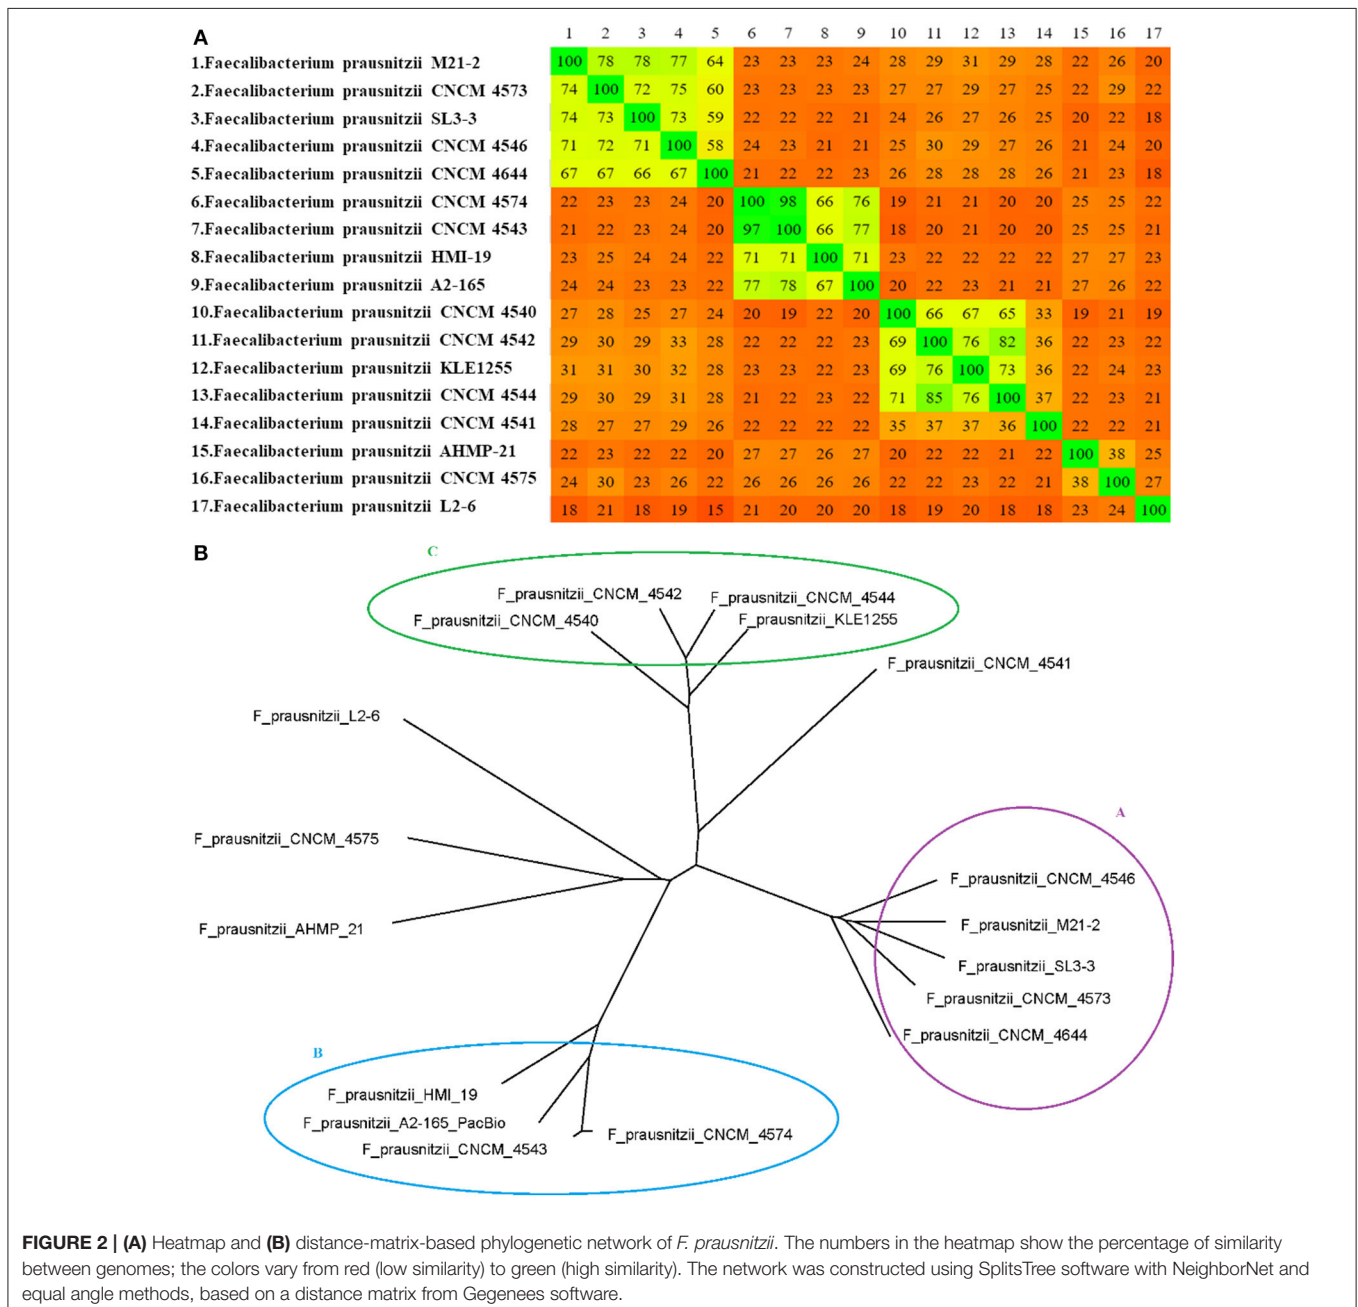 A
1 2 3 4 5 6 7 8 9 10 11 12 13 14 15 16 17
1.Faecalibacterium prausnitzii M21-2 100 78 78 77 64 23 23 23 24 28 29 31 29 28 22 26 20
2.Faecalibacterium prausnitzii CNCM 4573 74 100 72 75 60 23 23 23 23 27 27 29 27 25 22 29 22
3.Faecalibacterium prausnitzii SL3-3 74 73 100 73 59 22 22 22 21 24 26 27 26 25 20 22 18
4.Faecalibacterium prausnitzii CNCM 4546 71 72 71 100 58 24 23 21 21 25 30 29 27 26 21 24 20
5.Faecalibacterium prausnitzii CNCM 4644 67 67 66 67 100 21 22 22 23 26 28 28 28 26 21 23 18
6.Faecalibacterium prausnitzii CNCM 4574 22 23 23 24 20 100 98 66 76 19 21 21 20 20 25 25 22
7.Faecalibacterium prausnitzii CNCM 4543 21 22 23 24 20 97 100 66 77 18 20 21 20 20 25 25 21
8.Faecalibacterium prausnitzii HMI-19 23 25 24 24 22 71 71 100 71 23 22 22 22 22 27 27 23
9.Faecalibacterium prausnitzii A2-165 24 24 23 23 22 77 78 67 100 20 22 23 21 21 27 26 22
10.Faecalibacterium prausnitzii CNCM 4540 27 28 25 27 24 20 19 22 20 100 66 67 65 33 19 21 19
11.Faecalibacterium prausnitzii CNCM 4542 29 30 29 33 28 22 22 22 23 69 100 76 82 36 22 23 22
12.Faecalibacterium prausnitzii KLE1255 31 31 30 32 28 23 23 22 23 69 76 100 73 36 22 24 23
13.Faecalibacterium prausnitzii CNCM 4544 29 30 29 31 28 21 22 23 22 71 85 76 100 37 22 23 21
14.Faecalibacterium prausnitzii CNCM 4541 28 27 27 29 26 22 22 22 22 35 37 37 36 100 22 22 21
15.Faecalibacterium prausnitzii AHMP-21 22 23 22 22 20 27 27 26 27 20 22 22 21 22 100 38 25
16.Faecalibacterium prausnitzii CNCM 4575 24 30 23 26 22 26 26 26 26 22 22 23 22 21 38 100 27
17.Faecalibacterium prausnitzii L2-6 18 21 18 19 15 21 20 20 20 18 19 20 18 18 23 24 100
B
C
F_prausnitzii_CNCM_4542
F_prausnitzii_CNCM_4544
F_prausnitzii_CNCM_4540
F_prausnitzii_KLE1255
F_prausnitzii_CNCM_4541
F_prausnitzii_L2-6
A
F_prausnitzii_CNCM_4575
F_prausnitzii_CNCM_4546
F_prausnitzii_M21-2
F_prausnitzii_AHMP_21
F_prausnitzii_SL3-3
F_prausnitzii_CNCM_4573
F_prausnitzii_CNCM_4644
B
F_prausnitzii_HMI_19
F_prausnitzii_A2-165_PacBio
F_prausnitzii_CNCM_4574
F_prausnitzii_CNCM_4543
FIGURE 2 | (A) Heatmap and (B) distance-matrix-based phylogenetic network of F. prausnitzii. The numbers in the heatmap show the percentage of similarity
between genomes; the colors vary from red (low similarity) to green (high similarity). The network was constructed using SplitsTree software with NeighborNet and
equal angle methods, based on a distance matrix from Gegenees software.